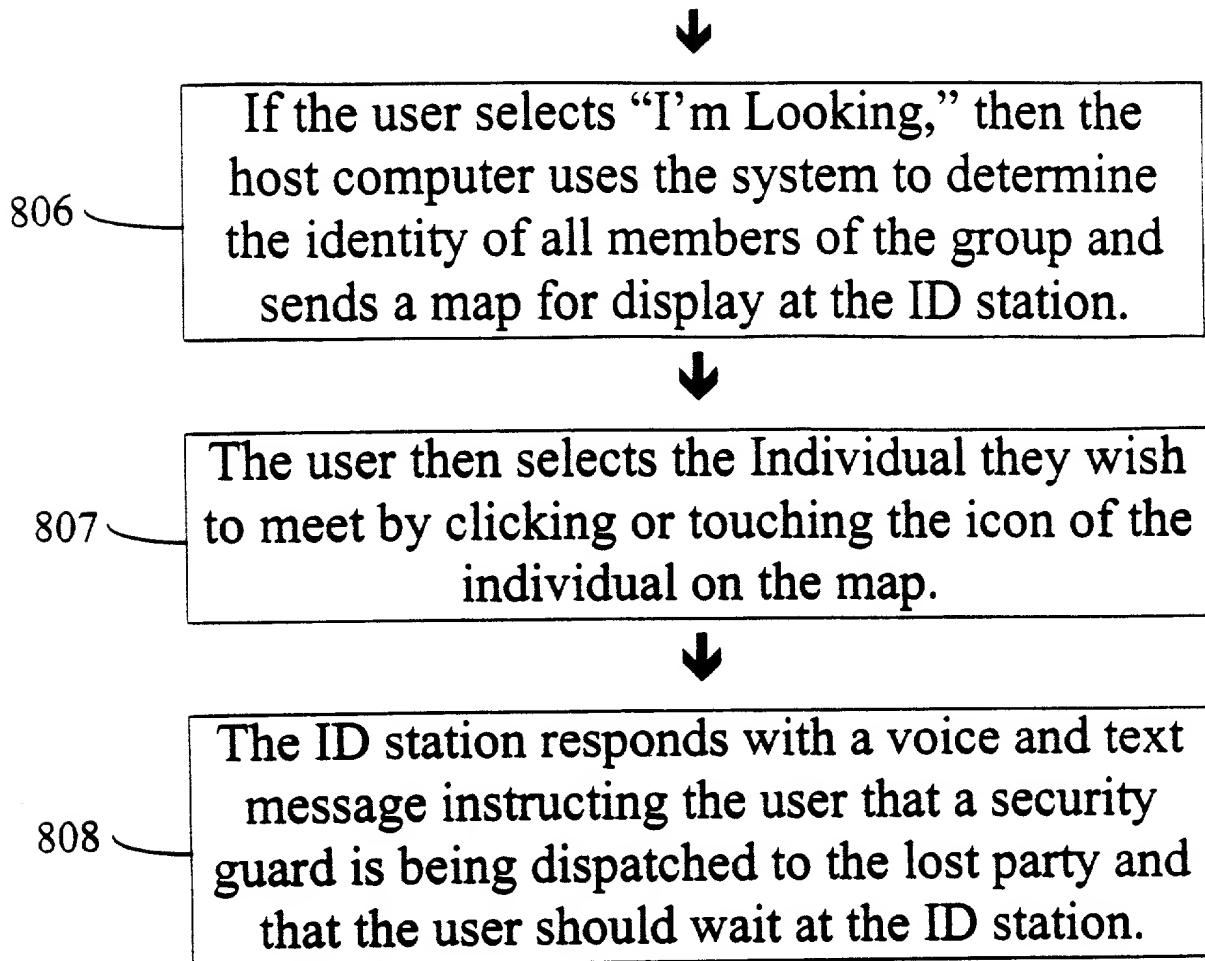 If the user selects “I’m Looking,” then the
host computer uses the system to determine
806
the identity of all members of the group and
sends a map for display at the ID station.
The user then selects the Individual they wish
807
to meet by clicking or touching the icon of the
individual on the map.
The ID station responds with a voice and text
message instructing the user that a security
808
guard is being dispatched to the lost party and
that the user should wait at the ID station.